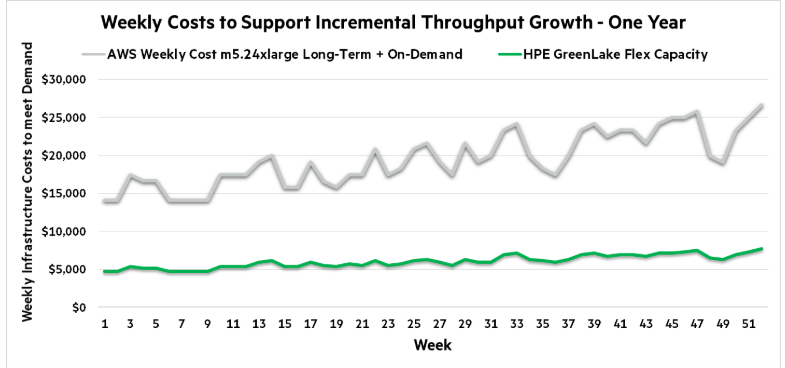 Weekly Costs to Support Incremental Throughput Growth - One Year
AWS Weekly Cost m5.24xlarge Long-Term + On-Demand
HPE GreenLake Flex Capacity
Weekly Infrastructure Costs to meet Demand
$30,000
$25,000
$20,000
$15,000
$10,000
$5,000
$0
1 3 5 7 9 11 13 15 17 19 21 23 25 27 29 31 33 35 37 39 41 43 45 47 49 51
Week